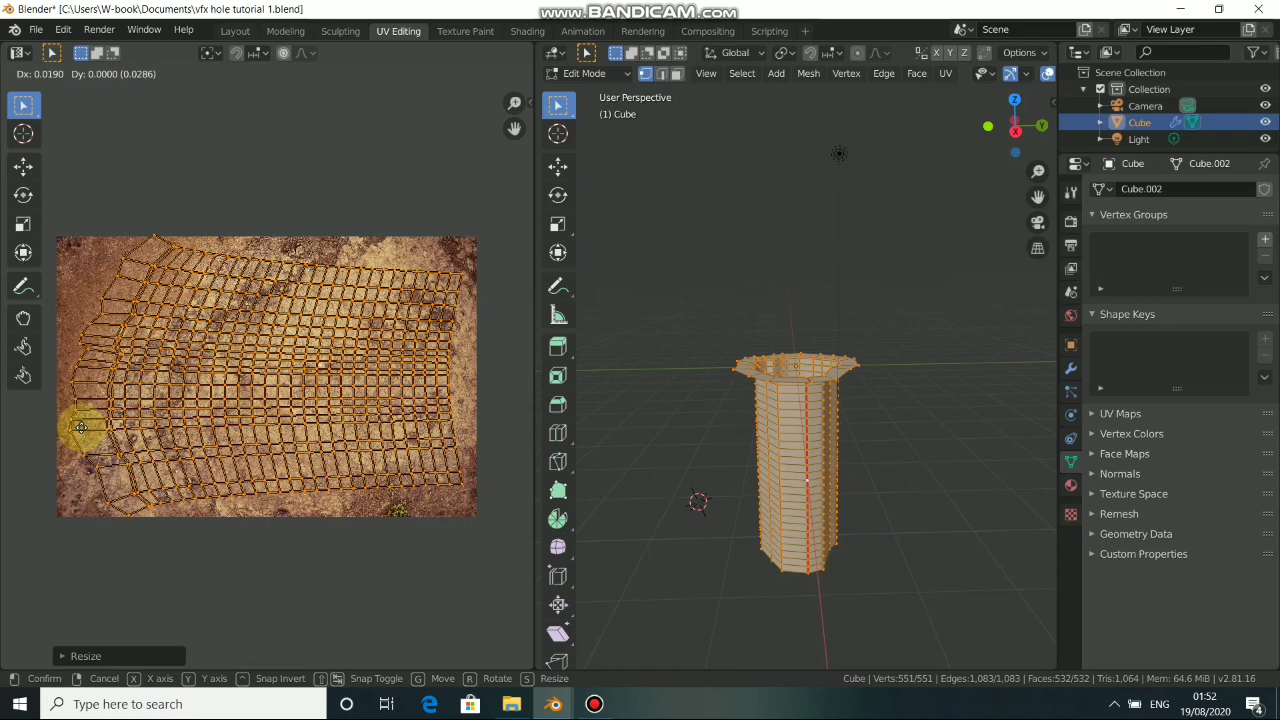 Blender* [C:\Users\W-book\Documents\vfx hole tutorial 1.blend]
www.BANDICAM.com
File Edit Render Window Help Layout Modeling Sculpting UV Editing Texture Paint Shading Animation Rendering Compositing Scripting + Scene View Layer
Global X Y Z Options
Dx: 0.0190 Dy: 0.0000 (0.0286)
Edit Mode View Select Add Mesh Vertex Edge Face UV
Scene Collection
Collection
Camera
Cube
Light
User Perspective
(1) Cube
Z
Y
X
Cube Cube.002
Cube.002
Vertex Groups
Shape Keys
UV Maps
Vertex Colors
Face Maps
Normals
Texture Space
Remesh
Geometry Data
Custom Properties
Resize
Confirm Cancel X X axis Y Y axis Snap Invert Snap Toggle G Move R Rotate S Resize Cube | Verts:551/551 | Edges:1,083/1,083 | Faces:532/532 | Tris:1,064 | Mem: 64.6 MiB | v2.81.16
Type here to search
ENG
01:52
19/08/2020
4